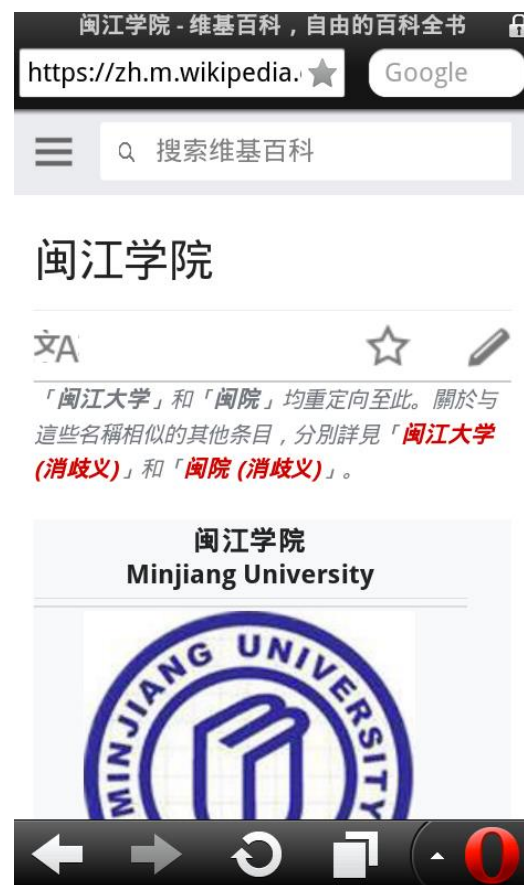 闽江学院 - 维基百科，自由的百科全书
https://zh.m.wikipedia.
Google
搜索维基百科
闽江学院
文A
「闽江大学」和「闽院」均重定向至此。關於与
這些名稱相似的其他条目，分別詳見「闽江大学
(消歧义)」和「闽院 (消歧义)」。
闽江学院
Minjiang University
MINJIANG UNIVERSITY